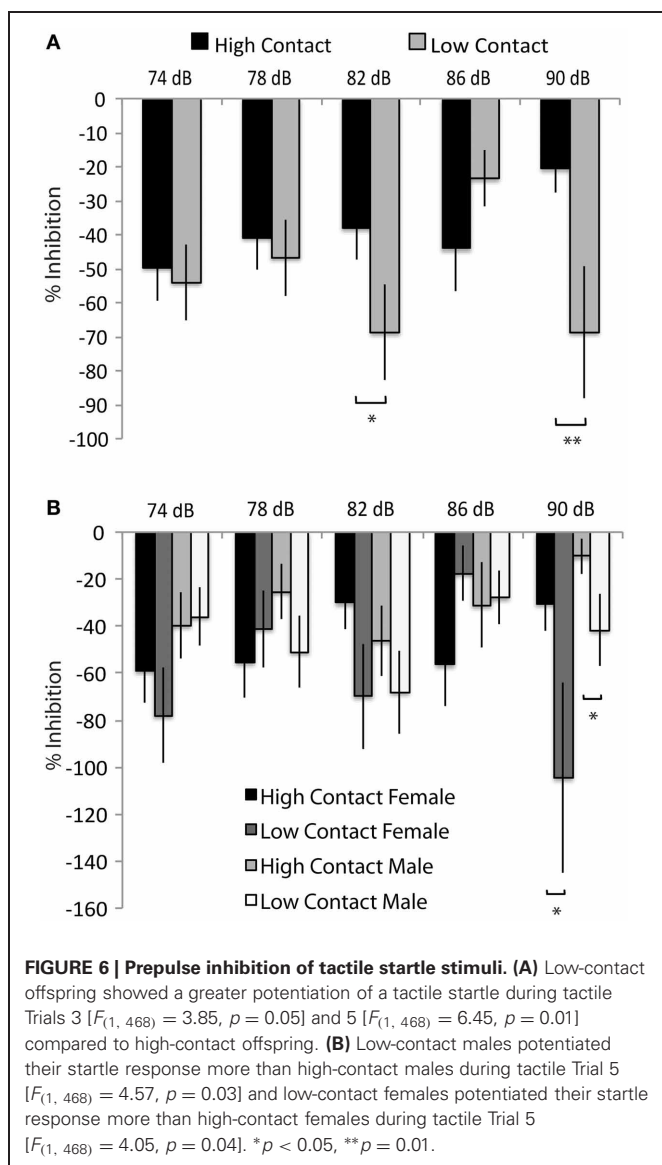 A
High Contact
Low Contact
74 dB 78 dB 82 dB 86 dB 90 dB
0
-10
-20
-30
-40
-50
-60
-70
-80
-90
-100
% Inhibition
*
**
B
74 dB 78 dB 82 dB 86 dB 90 dB
0
-20
-40
-60
-80
-100
-120
-140
-160
% Inhibition
*
*
High Contact Female
Low Contact Female
High Contact Male
Low Contact Male
FIGURE 6 | Prepulse inhibition of tactile startle stimuli. (A) Low-contact
offspring showed a greater potentiation of a tactile startle during tactile
Trials 3 [F(1, 468) = 3.85, p = 0.05] and 5 [F(1, 468) = 6.45, p = 0.01]
compared to high-contact offspring. (B) Low-contact males potentiated
their startle response more than high-contact males during tactile Trial 5
[F(1, 468) = 4.57, p = 0.03] and low-contact females potentiated their startle
response more than high-contact females during tactile Trial 5
[F(1, 468) = 4.05, p = 0.04]. *p < 0.05, **p = 0.01.